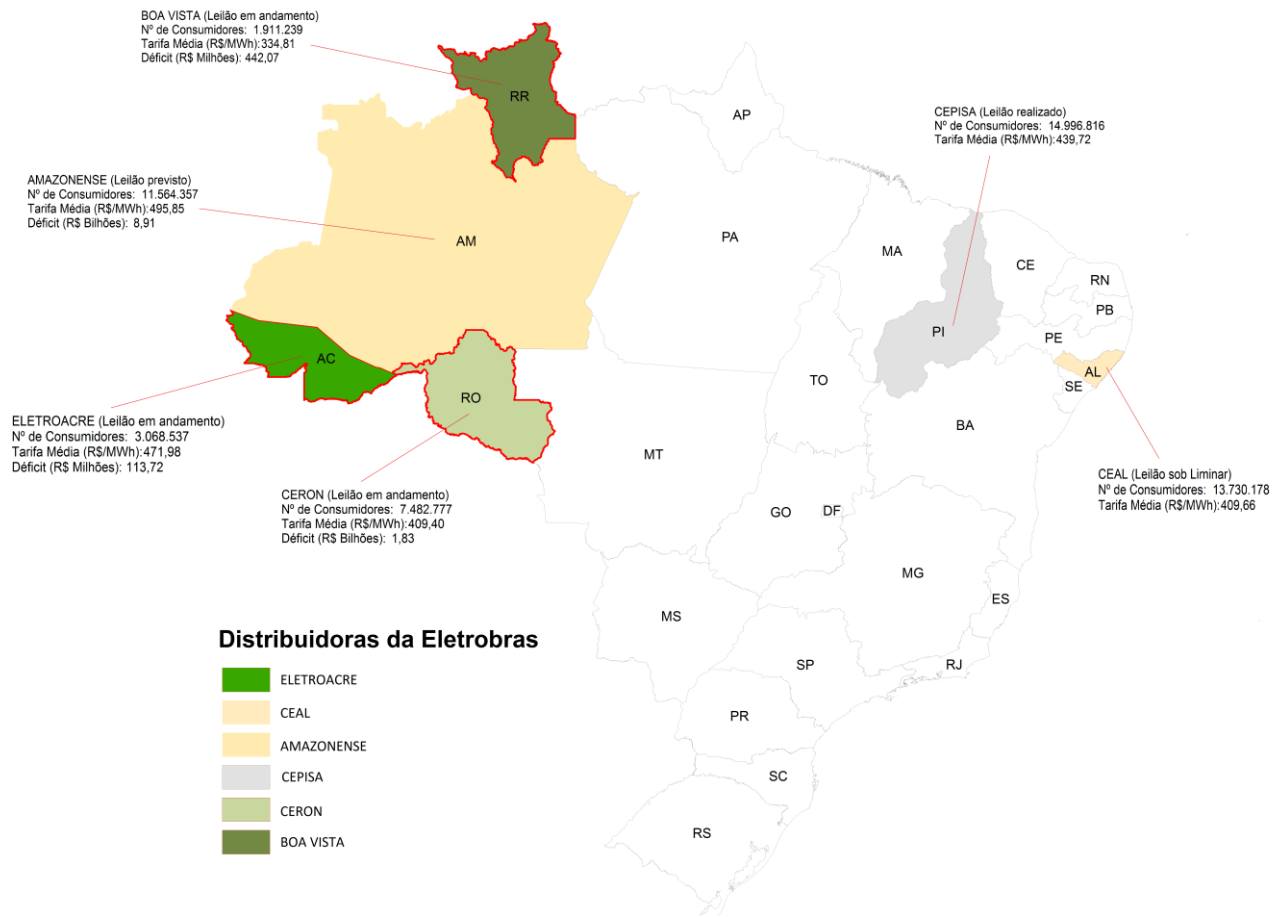 BOA VISTA (Leilão em andamento)
Nº de Consumidores: 1.911.239
Tarifa Média (R$/MWh):334,81
Déficit (R$ Milhões): 442,07
RR
AP
CEPISA (Leilão realizado)
Nº de Consumidores: 14.996.816
Tarifa Média (R$/MWh):439,72
AMAZONENSE (Leilão previsto)
Nº de Consumidores: 11.564.357
Tarifa Média (R$/MWh):495,85
Déficit (R$ Bilhões): 8,91
AM
PA
MA
CE
RN
PB
PI
PE
AL
SE
AC
RO
TO
BA
ELETROACRE (Leilão em andamento)
Nº de Consumidores: 3.068.537
Tarifa Média (R$/MWh):471,98
Déficit (R$ Milhões): 113,72
MT
CEAL (Leilão sob Liminar)
Nº de Consumidores: 13.730.178
Tarifa Média (R$/MWh):409,66
CERON (Leilão em andamento)
Nº de Consumidores: 7.482.777
Tarifa Média (R$/MWh):409,40
Déficit (R$ Bilhões): 1,83
GO
DF
MG
ES
MS
SP
RJ
PR
SC
RS
Distribuidoras da Eletrobras
ELETROACRE
CEAL
AMAZONENSE
CEPISA
CERON
BOA VISTA